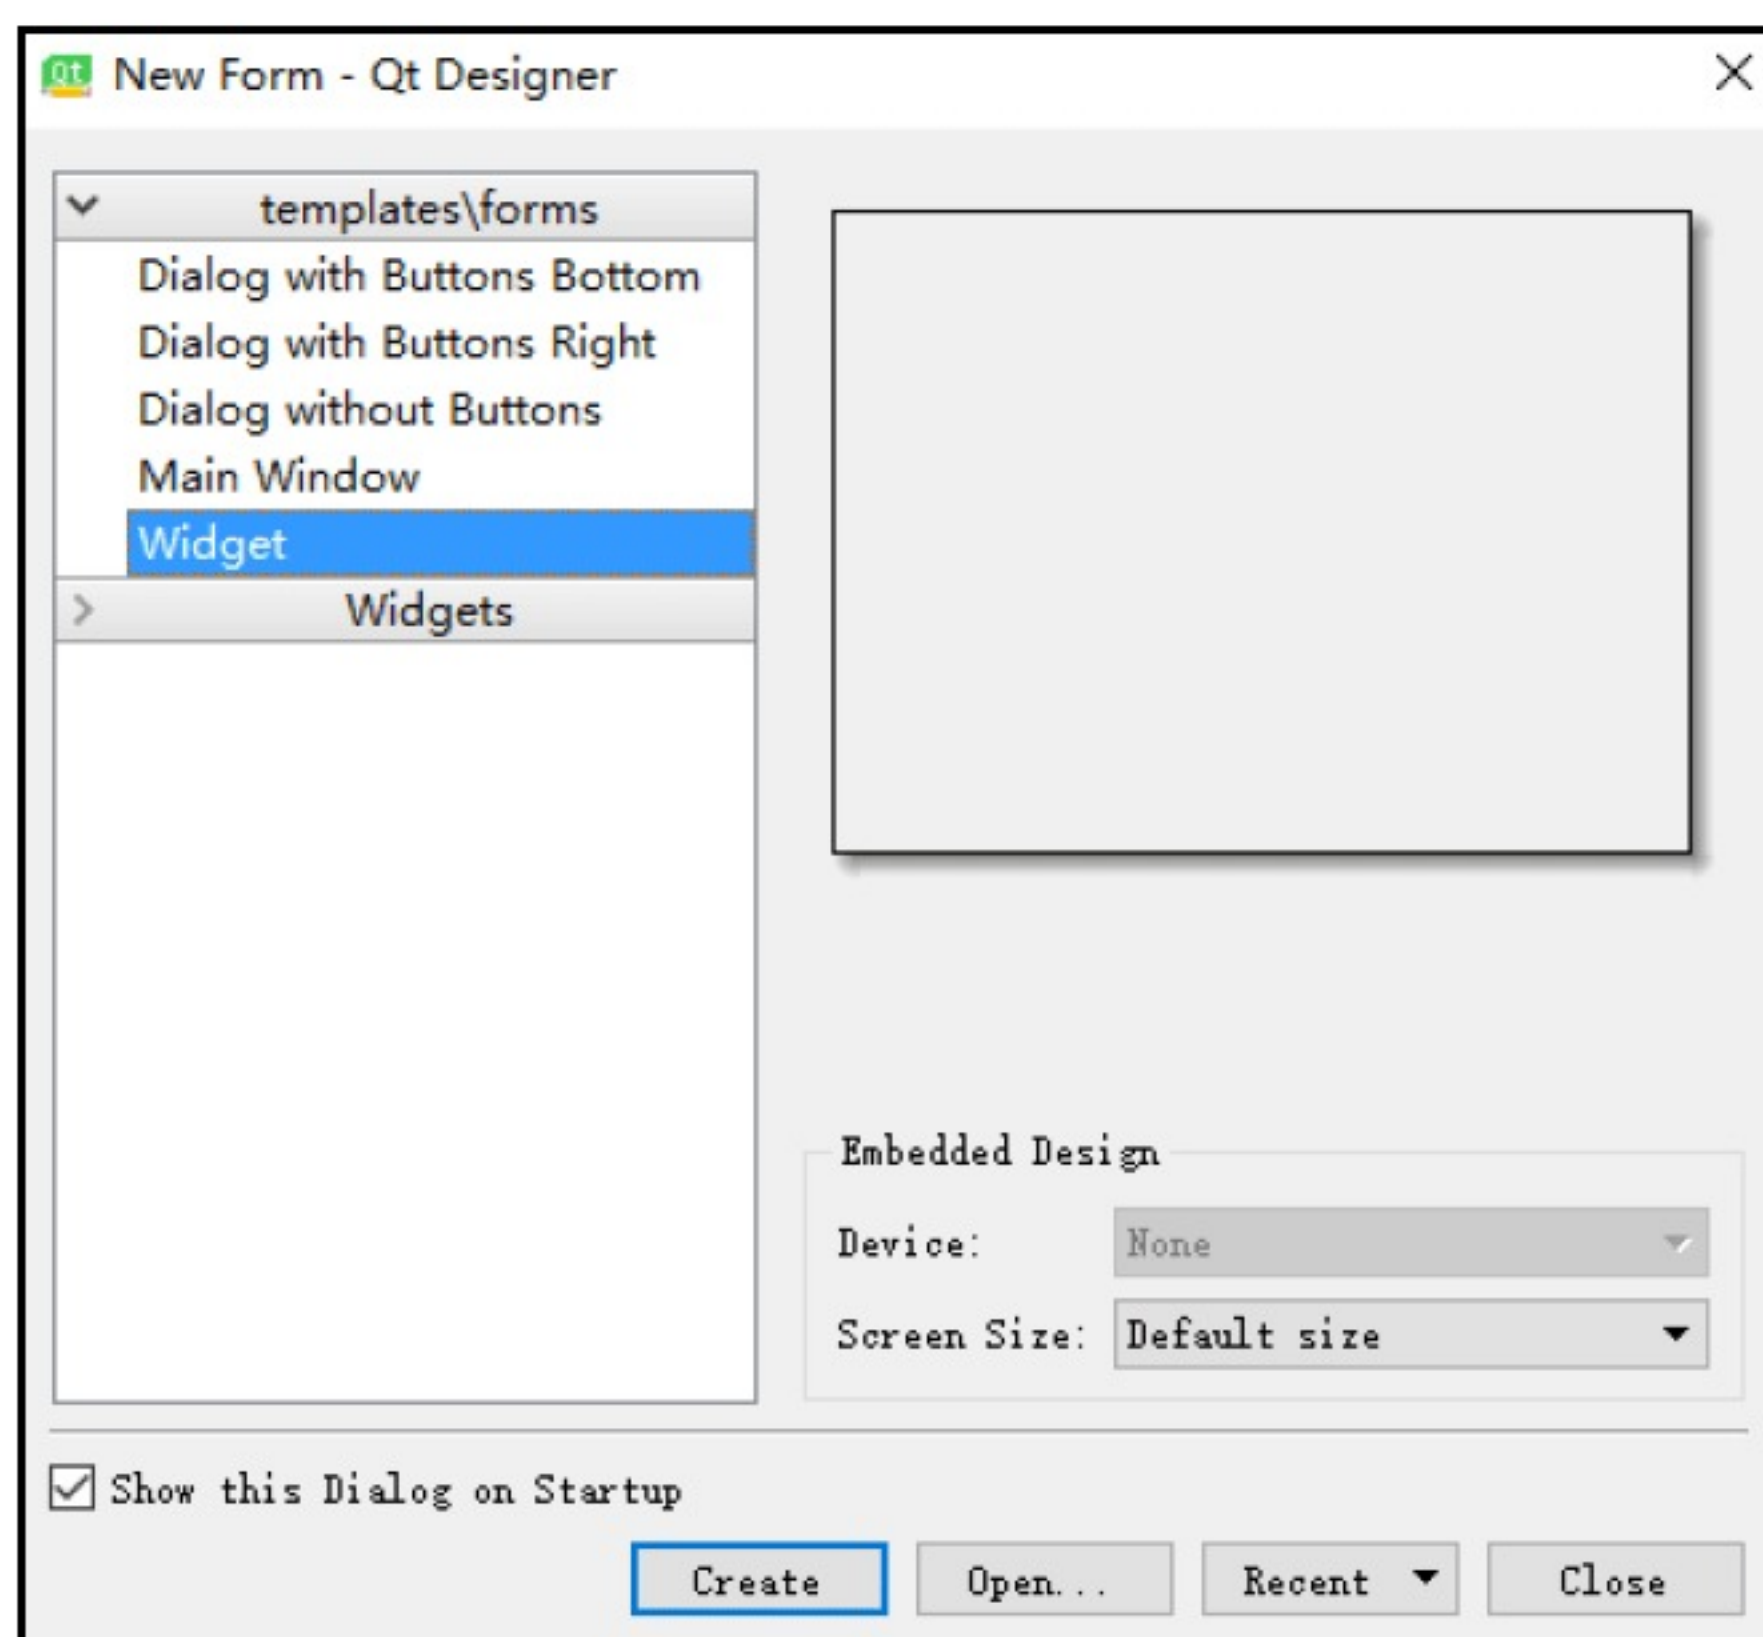 Qt New Form - Qt Designer
templates\forms
Dialog with Buttons Bottom
Dialog with Buttons Right
Dialog without Buttons
Main Window
Widget
Widgets
Embedded Design
Device: None
Screen Size: Default size
Show this Dialog on Startup
Create Open... Recent Close